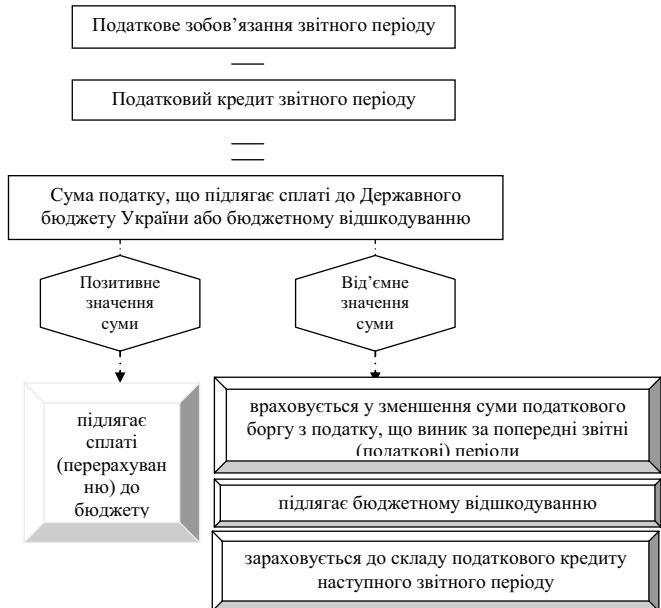 Податкове зобов’язання звітного періоду
Податковий кредит звітного періоду
Сума податку, що підлягає сплаті до Державного
бюджету України або бюджетному відшкодуванню
Позитивне
значення
суми
Від’ємне
значення
суми
підлягає
сплаті
(перерахуван
ню) до
бюджету
враховується у зменшення суми податкового
боргу з податку, що виник за попередні звітні
(податкові) періоди
підлягає бюджетному відшкодуванню
зараховується до складу податкового кредиту
наступного звітного періоду